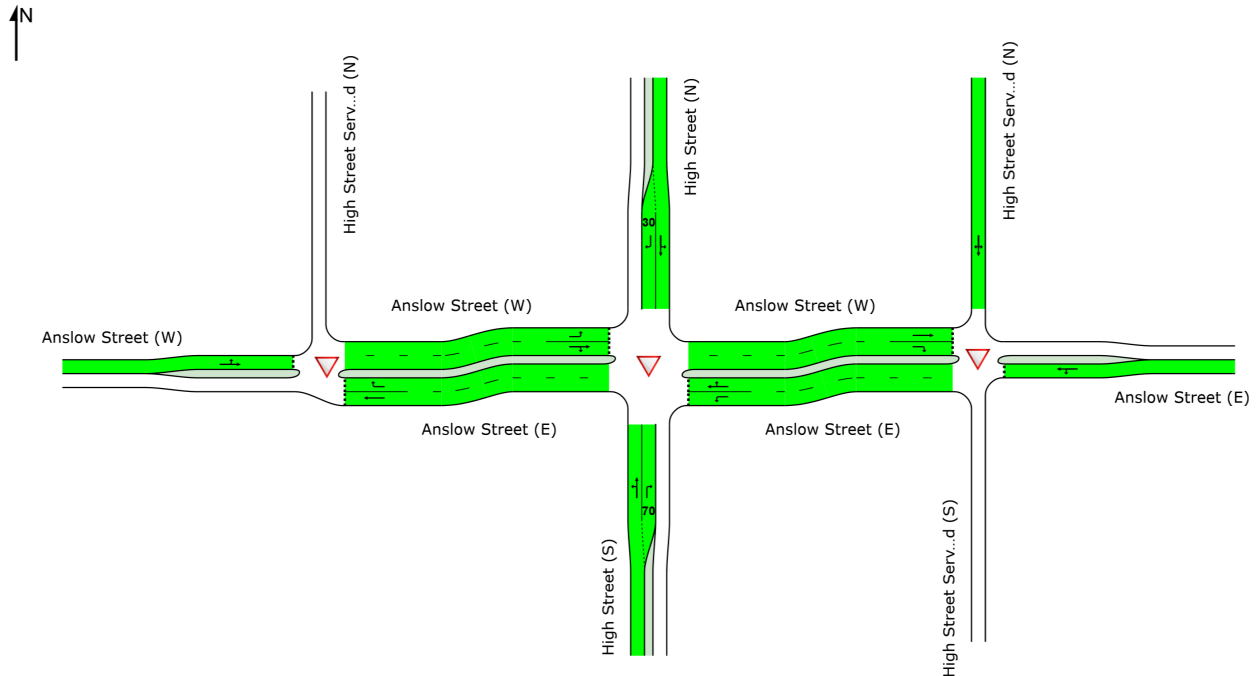 N
High Street Serv...d (N)
High Street (N)
High Street Serv...d (N)
30
Anslow Street (W)
Anslow Street (W)
Anslow Street (W)
Anslow Street (E)
Anslow Street (E)
Anslow Street (E)
70
High Street (S)
High Street Serv...d (S)